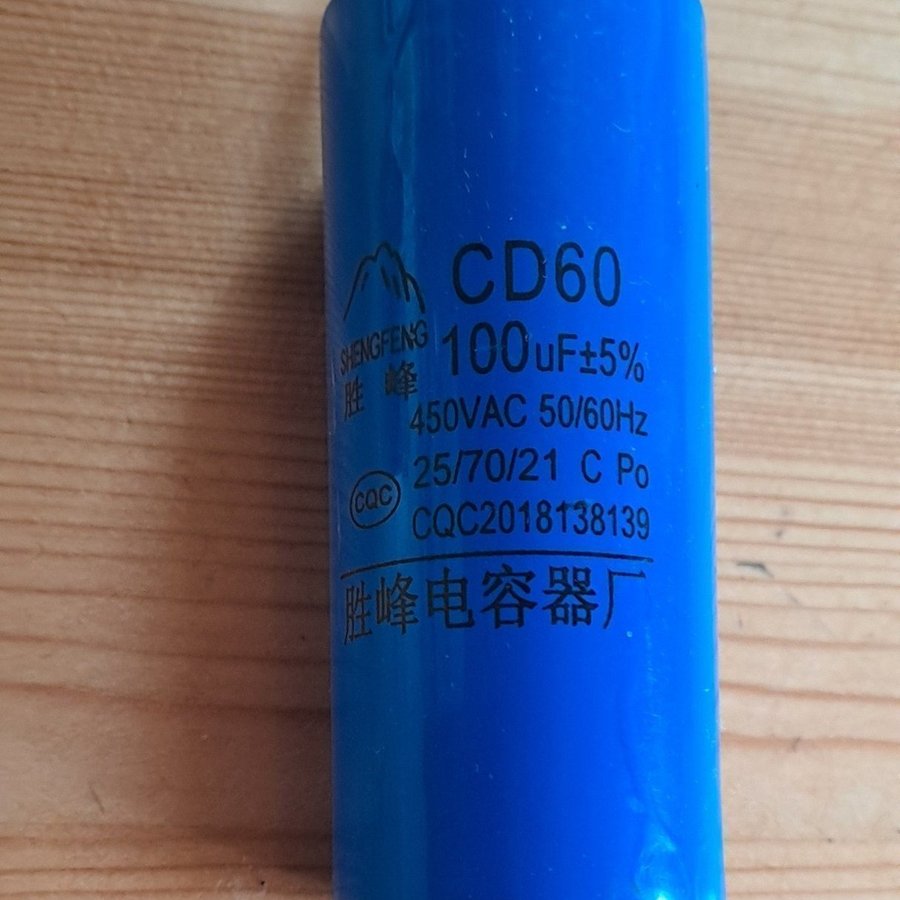 CD60
SHENGFENG
胜峰
100uF±5%
450VAC 50/60Hz
25/70/21 C Po
CQC
CQC2018138139
胜峰电容器厂